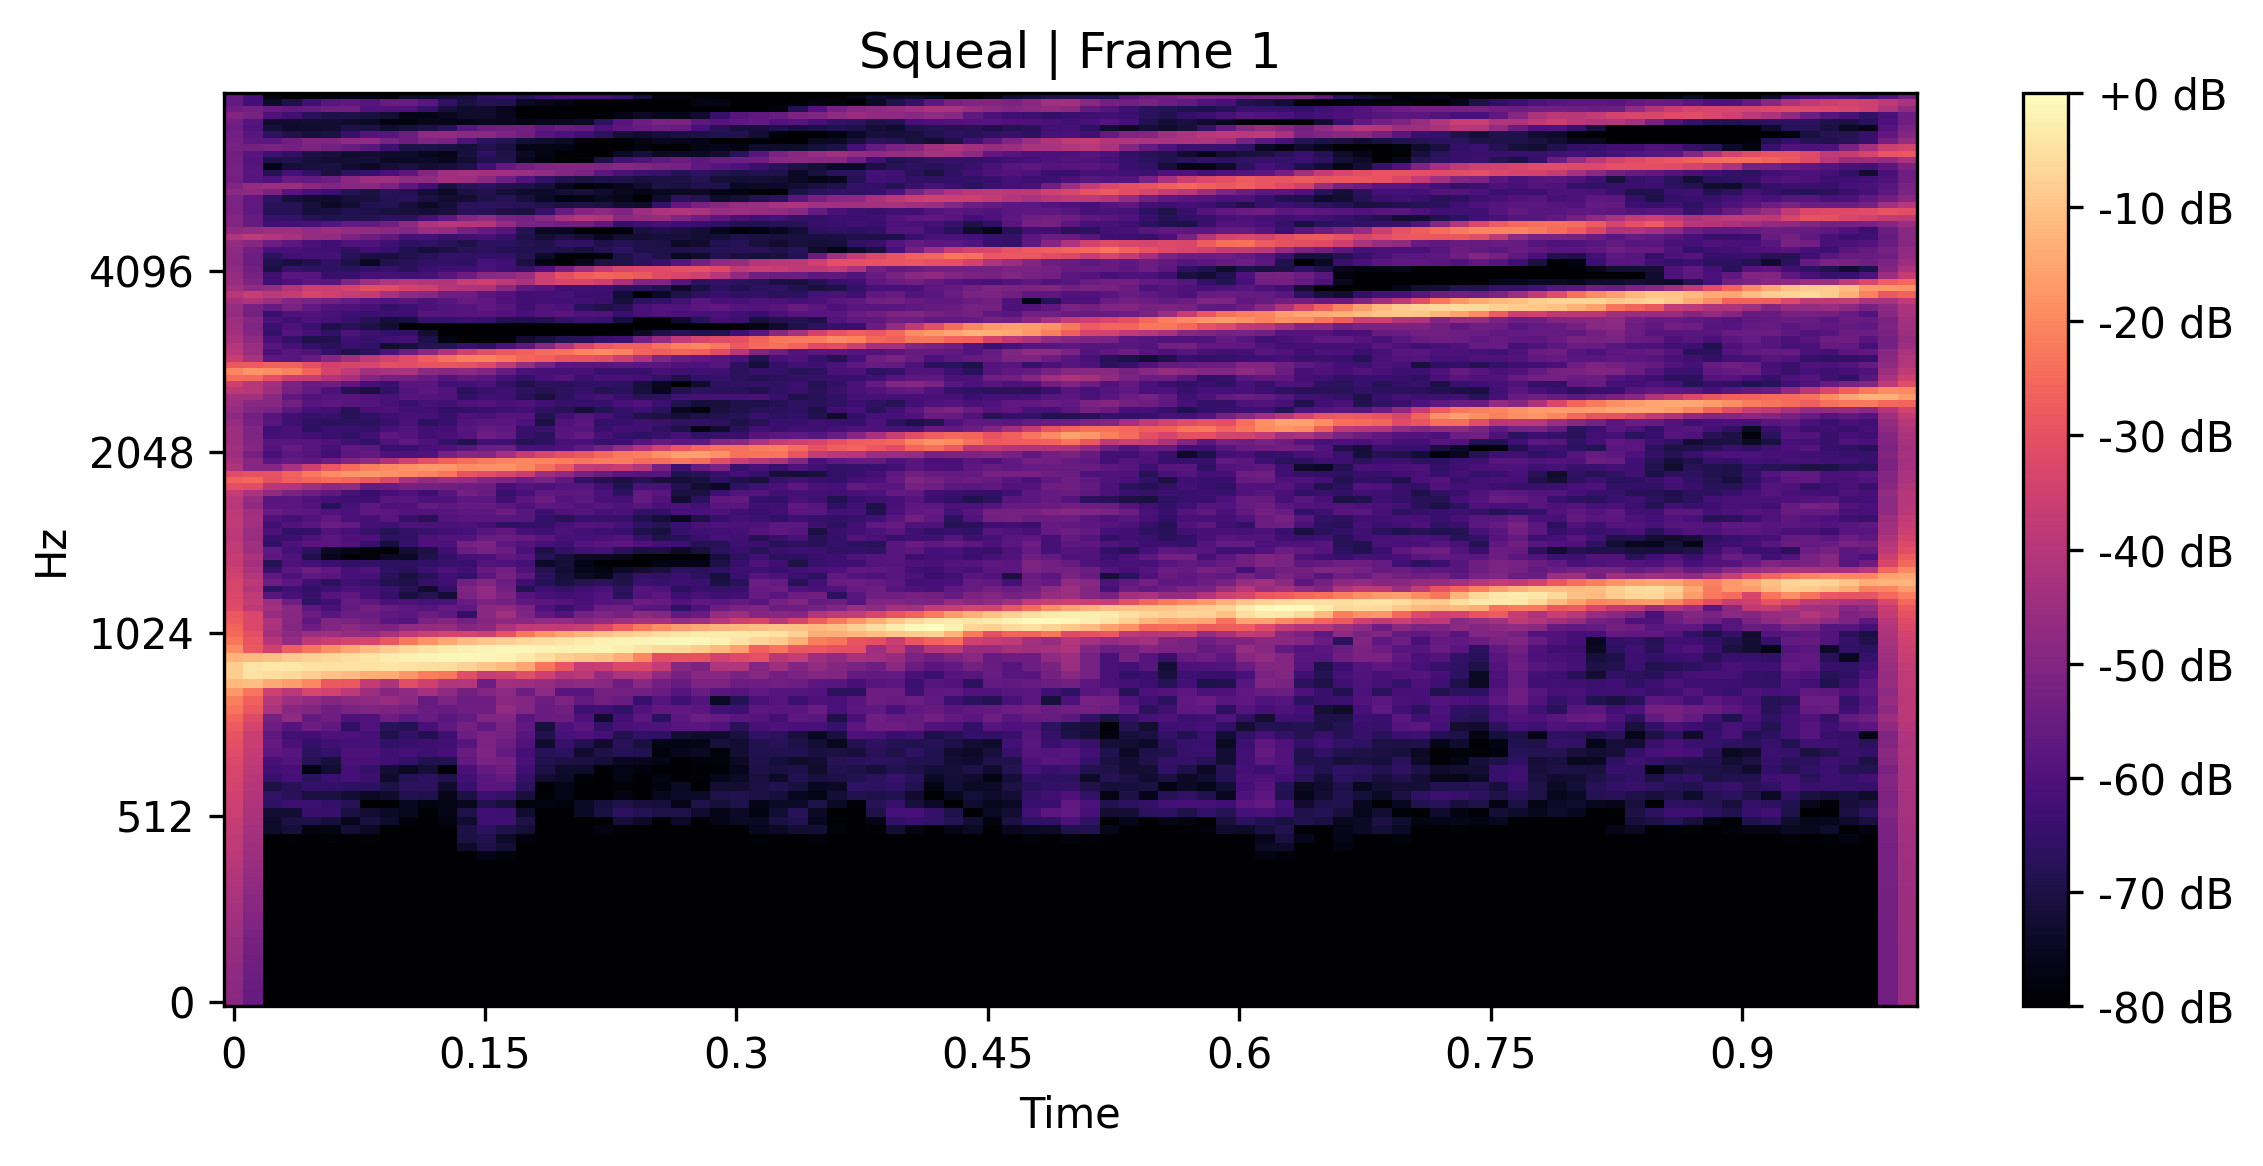 Squeal | Frame 1
Hz
4096
2048
1024
512
0
0 0.15 0.3 0.45 0.6 0.75 0.9
Time
+0 dB
-10 dB
-20 dB
-30 dB
-40 dB
-50 dB
-60 dB
-70 dB
-80 dB